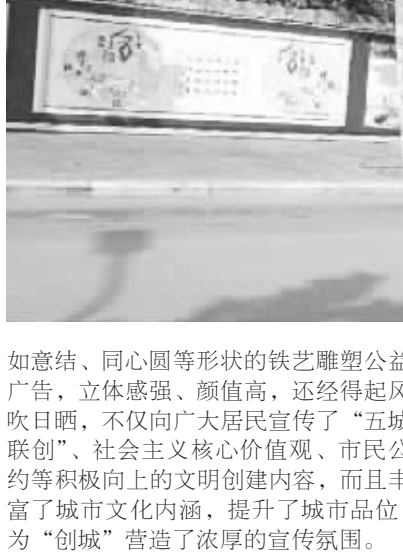 如意结、同心圆等形状的铁艺雕塑公益
广告，立体感强、颜值高，还经得起风
吹日晒，不仅向广大居民宣传了“五城
联创”、社会主义核心价值观、市民公
约等积极向上的文明创建内容，而且丰
富了城市文化内涵，提升了城市品位
为“创城”营造了浓厚的宣传氛围。